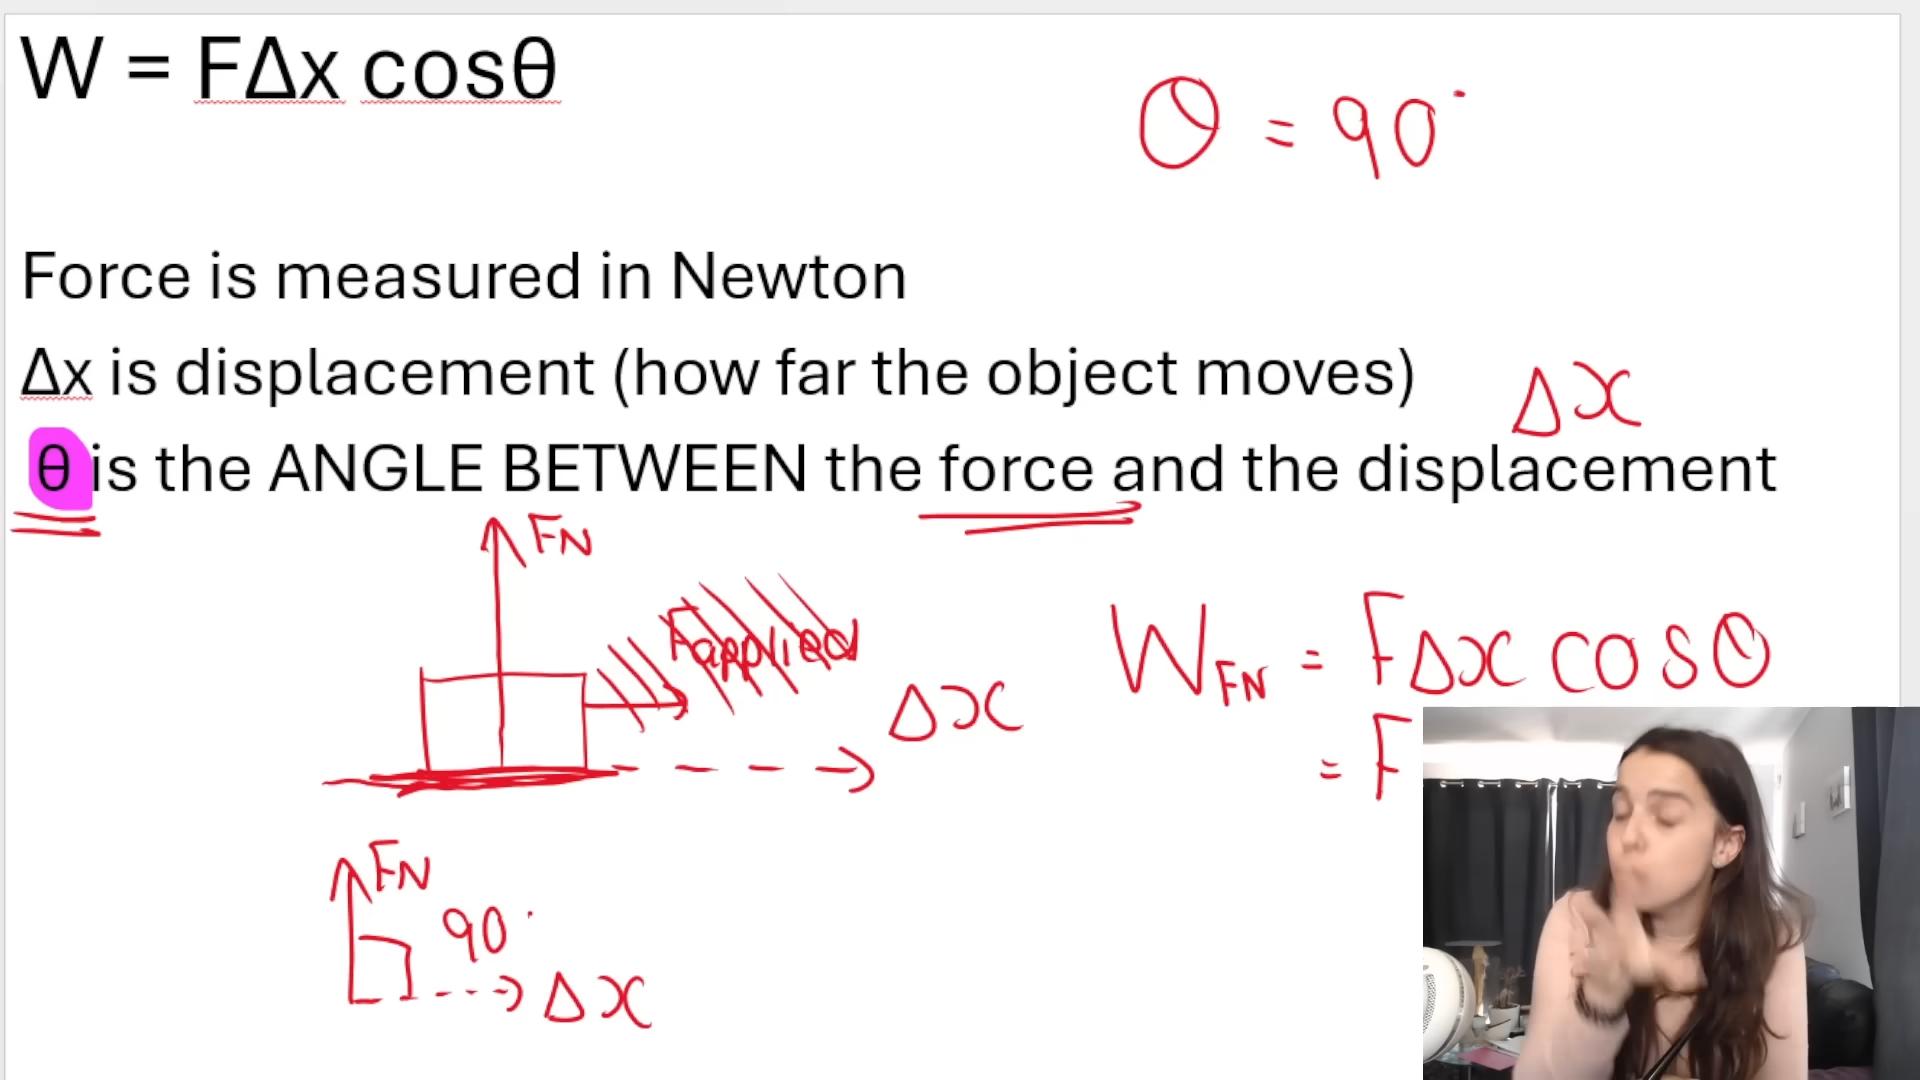 W = FΔx cosθ
θ = 90°
Force is measured in Newton
Δx is displacement (how far the object moves)
Δx
θ is the ANGLE BETWEEN the force and the displacement
FN
Fapplied
Δx
W FN = FΔx cosθ
= F
FN
90°
Δx